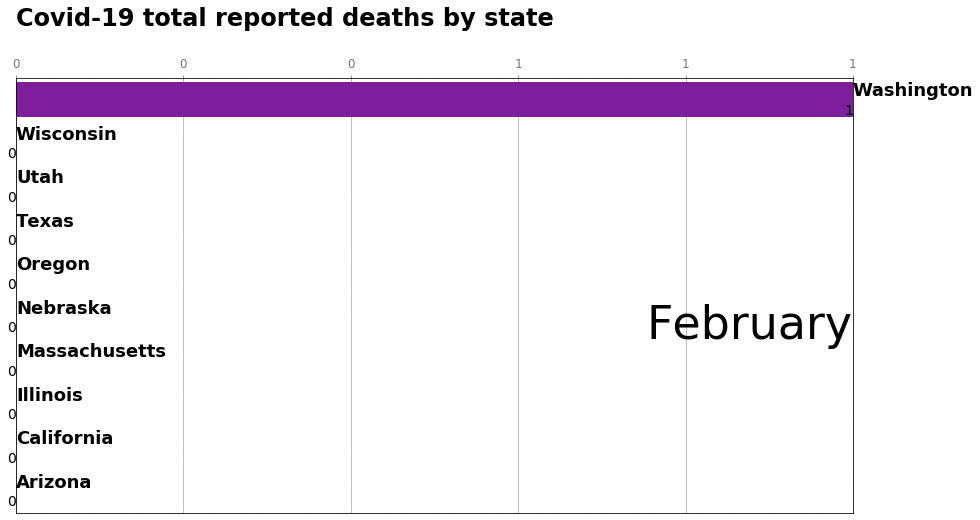 Covid-19 total reported deaths by state
0 0 0 1 1 1
Washington
1
Wisconsin
0
Utah
0
Texas
0
Oregon
0
Nebraska
0
February
Massachusetts
0
Illinois
0
California
0
Arizona
0